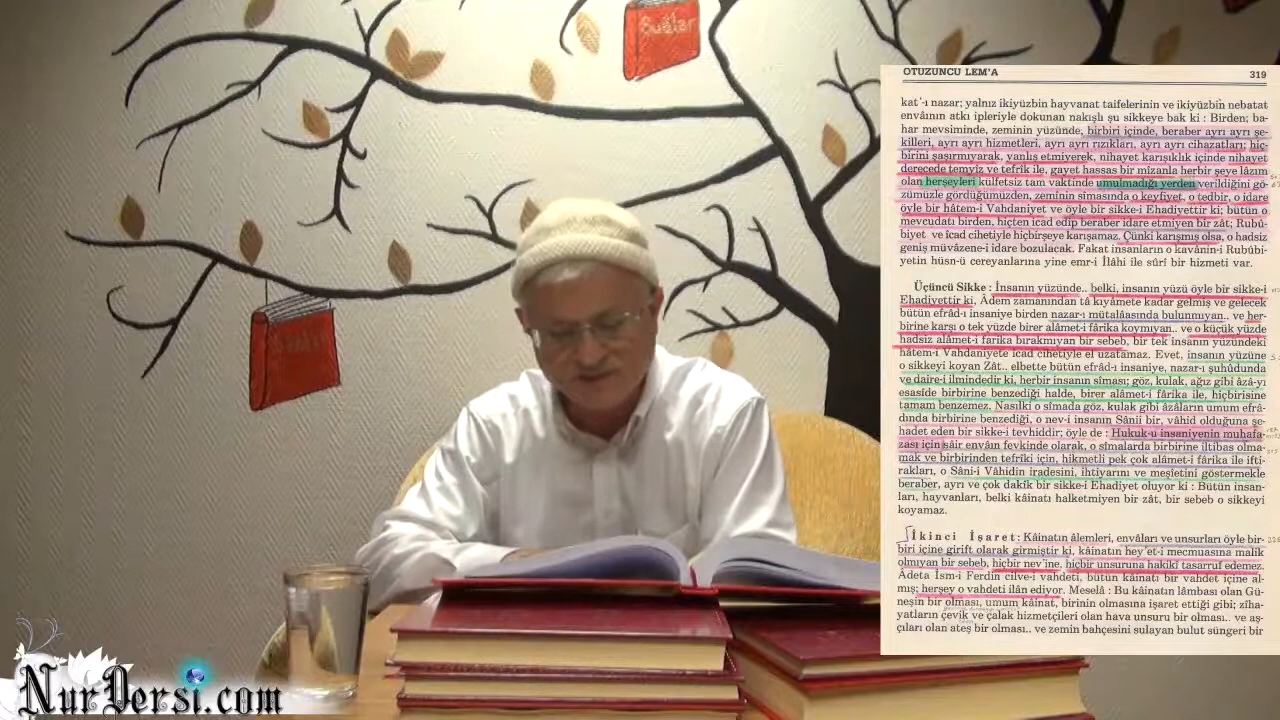 Suâlar
OTUZUNCU LEM'A 319
kat'-ı nazar; yalnız ikiyüzbin hayvanat taifelerinin ve ikiyüzbin nebatat
envâının atkı ipleriyle dokunan nakışlı şu sikkeye bak ki : Birden; ba-
har mevsiminde, zeminin yüzünde, birbiri içinde, beraber ayrı ayrı şe-
killeri, ayrı ayrı hizmetleri, ayrı ayrı rızıkları, ayrı ayrı cihazatları; hiç-
birini şaşırmıyarak, yanlış etmiyerek, nihayet karışıklık içinde nihayet
derecede temyiz ve tefrik ile, gayet hassas bir mizanla herbir şeye lâzım
olan herşeyleri külfetsiz tam vaktinde umulmadığı yerden verildiğini gö-
zümüzle gördüğümüzden, zeminin simasında o keyfiyet, o tedbir, o idare
öyle bir hâtem-i Vahdaniyet ve öyle bir sikke-i Ehadiyettir ki; bütün o
mevcudatı birden, hiçten icad edip beraber idare etmiyen bir zât; Rubû-
biyet ve icad cihetiyle hiçbirşeye karışamaz. Çünki karışmış olsa, o hadsiz
geniş müvâzene-i idare bozulacak. Fakat insanların o kavânin-i Rubûbi-
yetin hüsn-ü cereyanlarına yine emr-i İlâhi ile sûrî bir hizmeti var.
Üçüncü Sikke : İnsanın yüzünde.. belki, insanın yüzü öyle bir sikke-i
Ehadiyettir ki, Âdem zamanından tâ kıyâmete kadar gelmiş ve gelecek
bütün efrâd-ı insaniye birden nazar-ı mütalâasında bulunmıyan.. ve her-
birine karşı o tek yüzde birer alâmet-i fârika koymıyan.. ve o küçük yüzde
hadsiz alâmet-i farika bırakmıyan bir sebeb, bir tek insanın yüzündeki
hâtem-i Vahdaniyete icad cihetiyle el uzatamaz. Evet, insanın yüzüne
o sikkeyi koyan Zât.. elbette bütün efrâd-ı insaniye, nazar-ı şuhûdunda
ve daire-i ilmindedir ki, herbir insanın sîması; göz, kulak, ağız gibi âzâ-yı
esasîde birbirine benzediği halde, birer alâmet-i fârika ile, hiçbirisine
tamam benzemez. Nasılki o sîmada göz, kulak gibi âzâların umum efrâ-
dında birbirine benzediği, o nev-i insanın Sânii bir, vâhid olduğuna şe-
hadet eden bir sikke-i tevhiddir; öyle de : Hukuk-u insaniyenin muhafa-
zası için sâir envâın fevkinde olarak, o sîmalarda birbirine iltibas olma-
mak ve birbirinden tefriki için, hikmetli pek çok alâmet-i fârika ile ifti-
rakları, o Sâni-i Vâhidin iradesini, ihtiyarını ve meşîetini göstermekle
beraber, ayrı ve çok dakîk bir sikke-i Ehadiyet oluyor ki : Bütün insan-
ları, hayvanları, belki kâinatı halketmiyen bir zât, bir sebeb o sikkeyi
koyamaz.
İkinci İşaret : Kâinatın âlemleri, envâları ve unsurları öyle bir-
biri içine girift olarak girmiştir ki, kâinatın hey'et-i mecmuasına malik
olmıyan bir sebeb, hiçbir nev'ine, hiçbir unsuruna hakikî tasarruf edemez.
Âdeta İsm-i Ferdin cilve-i vahdeti, bütün kâinatı bir vahdet içine al-
mış; herşey o vahdeti ilân ediyor. Meselâ : Bu kâinatın lâmbası olan Gü-
neşin bir olması, umum kâinat, birinin olmasına işaret ettiği gibi; zîha-
yatların çevik ve çalak hizmetçileri olan hava unsuru bir olması.. ve aş-
çıları olan ateş bir olması.. ve zemin bahçesini sulayan bulut süngeri bir
NurDersi.com